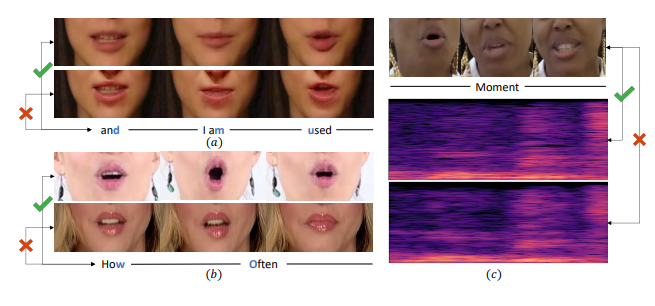 and I am used
(a)
How Often
(b)
Moment
(c)